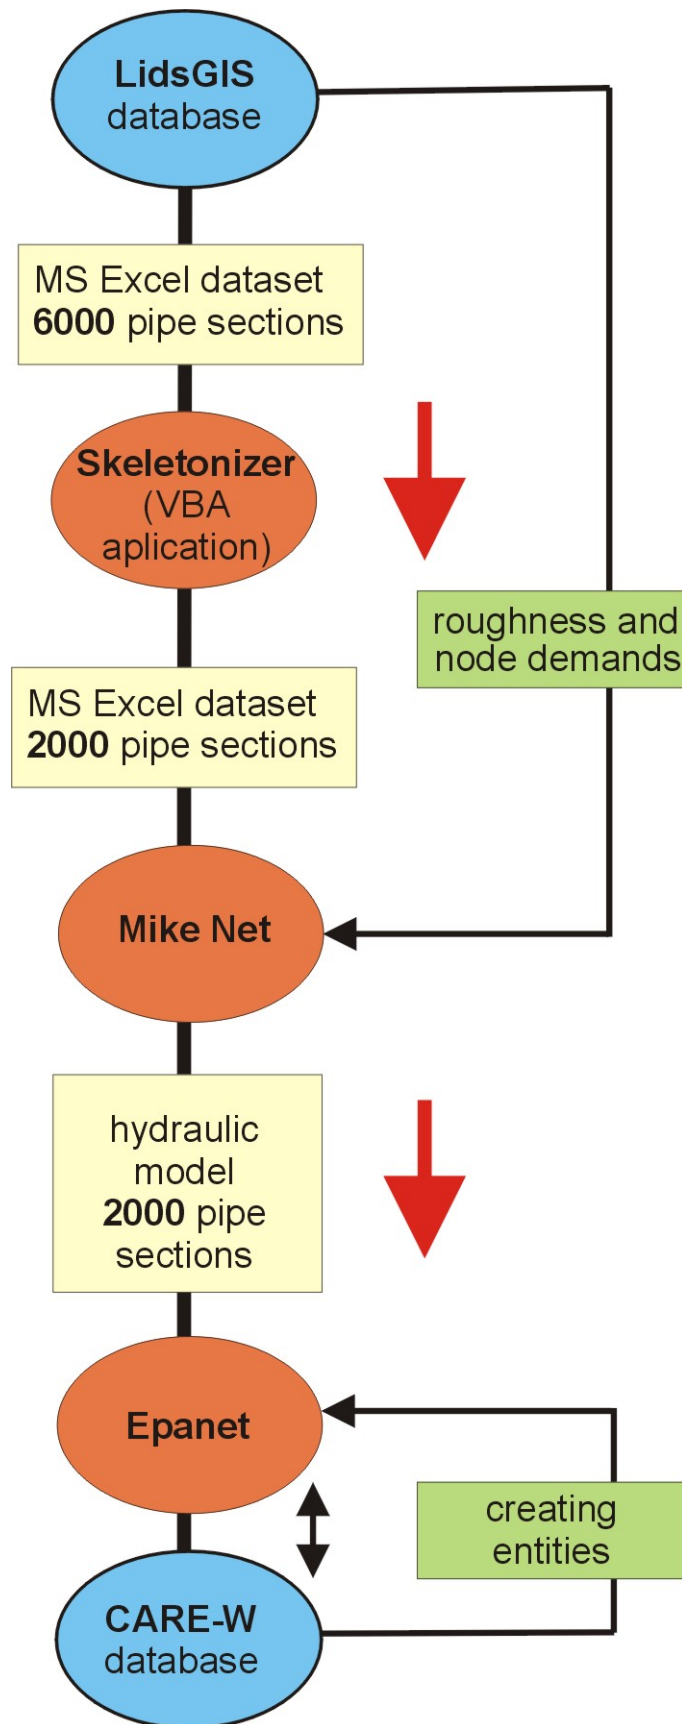 LidsGIS
database
MS Excel dataset
6000 pipe sections
Skeletonizer
(VBA
aplication)
roughness and
node demands
MS Excel dataset
2000 pipe sections
Mike Net
hydraulic
model
2000 pipe
sections
Epanet
creating
entities
CARE-W
database